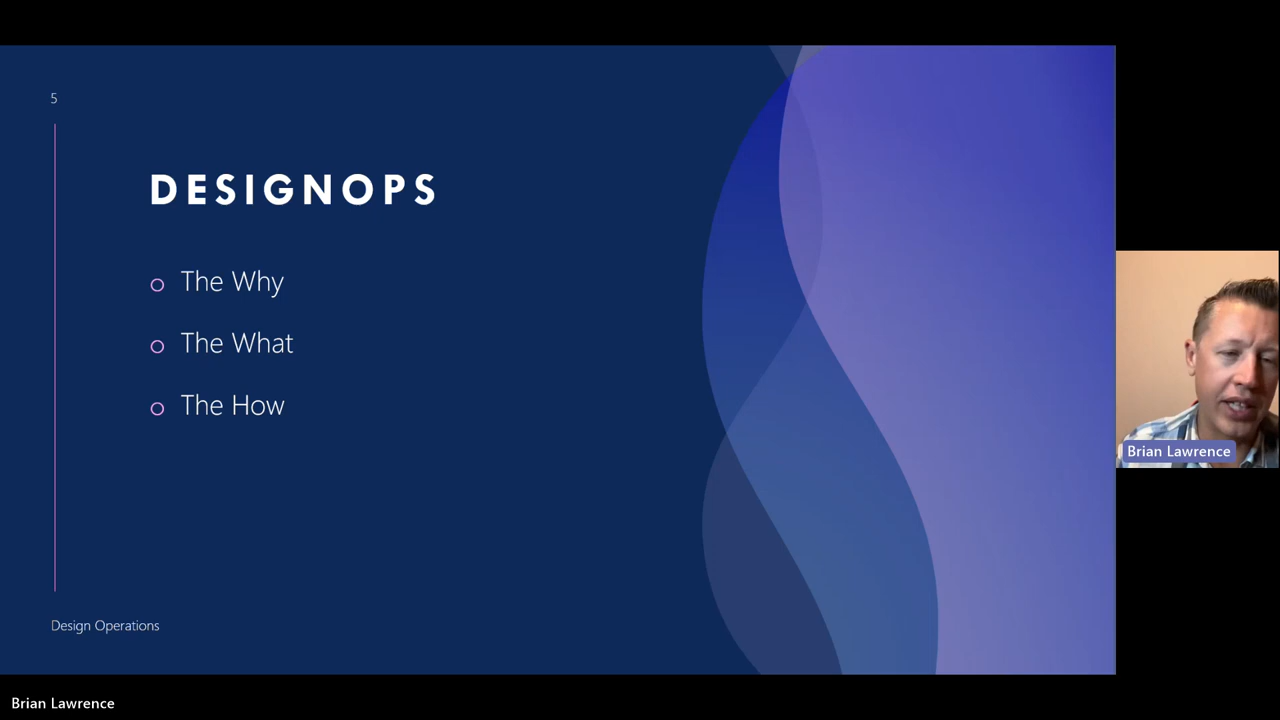 5
DESIGNOPS
The Why
The What
The How
Design Operations
Brian Lawrence
Brian Lawrence